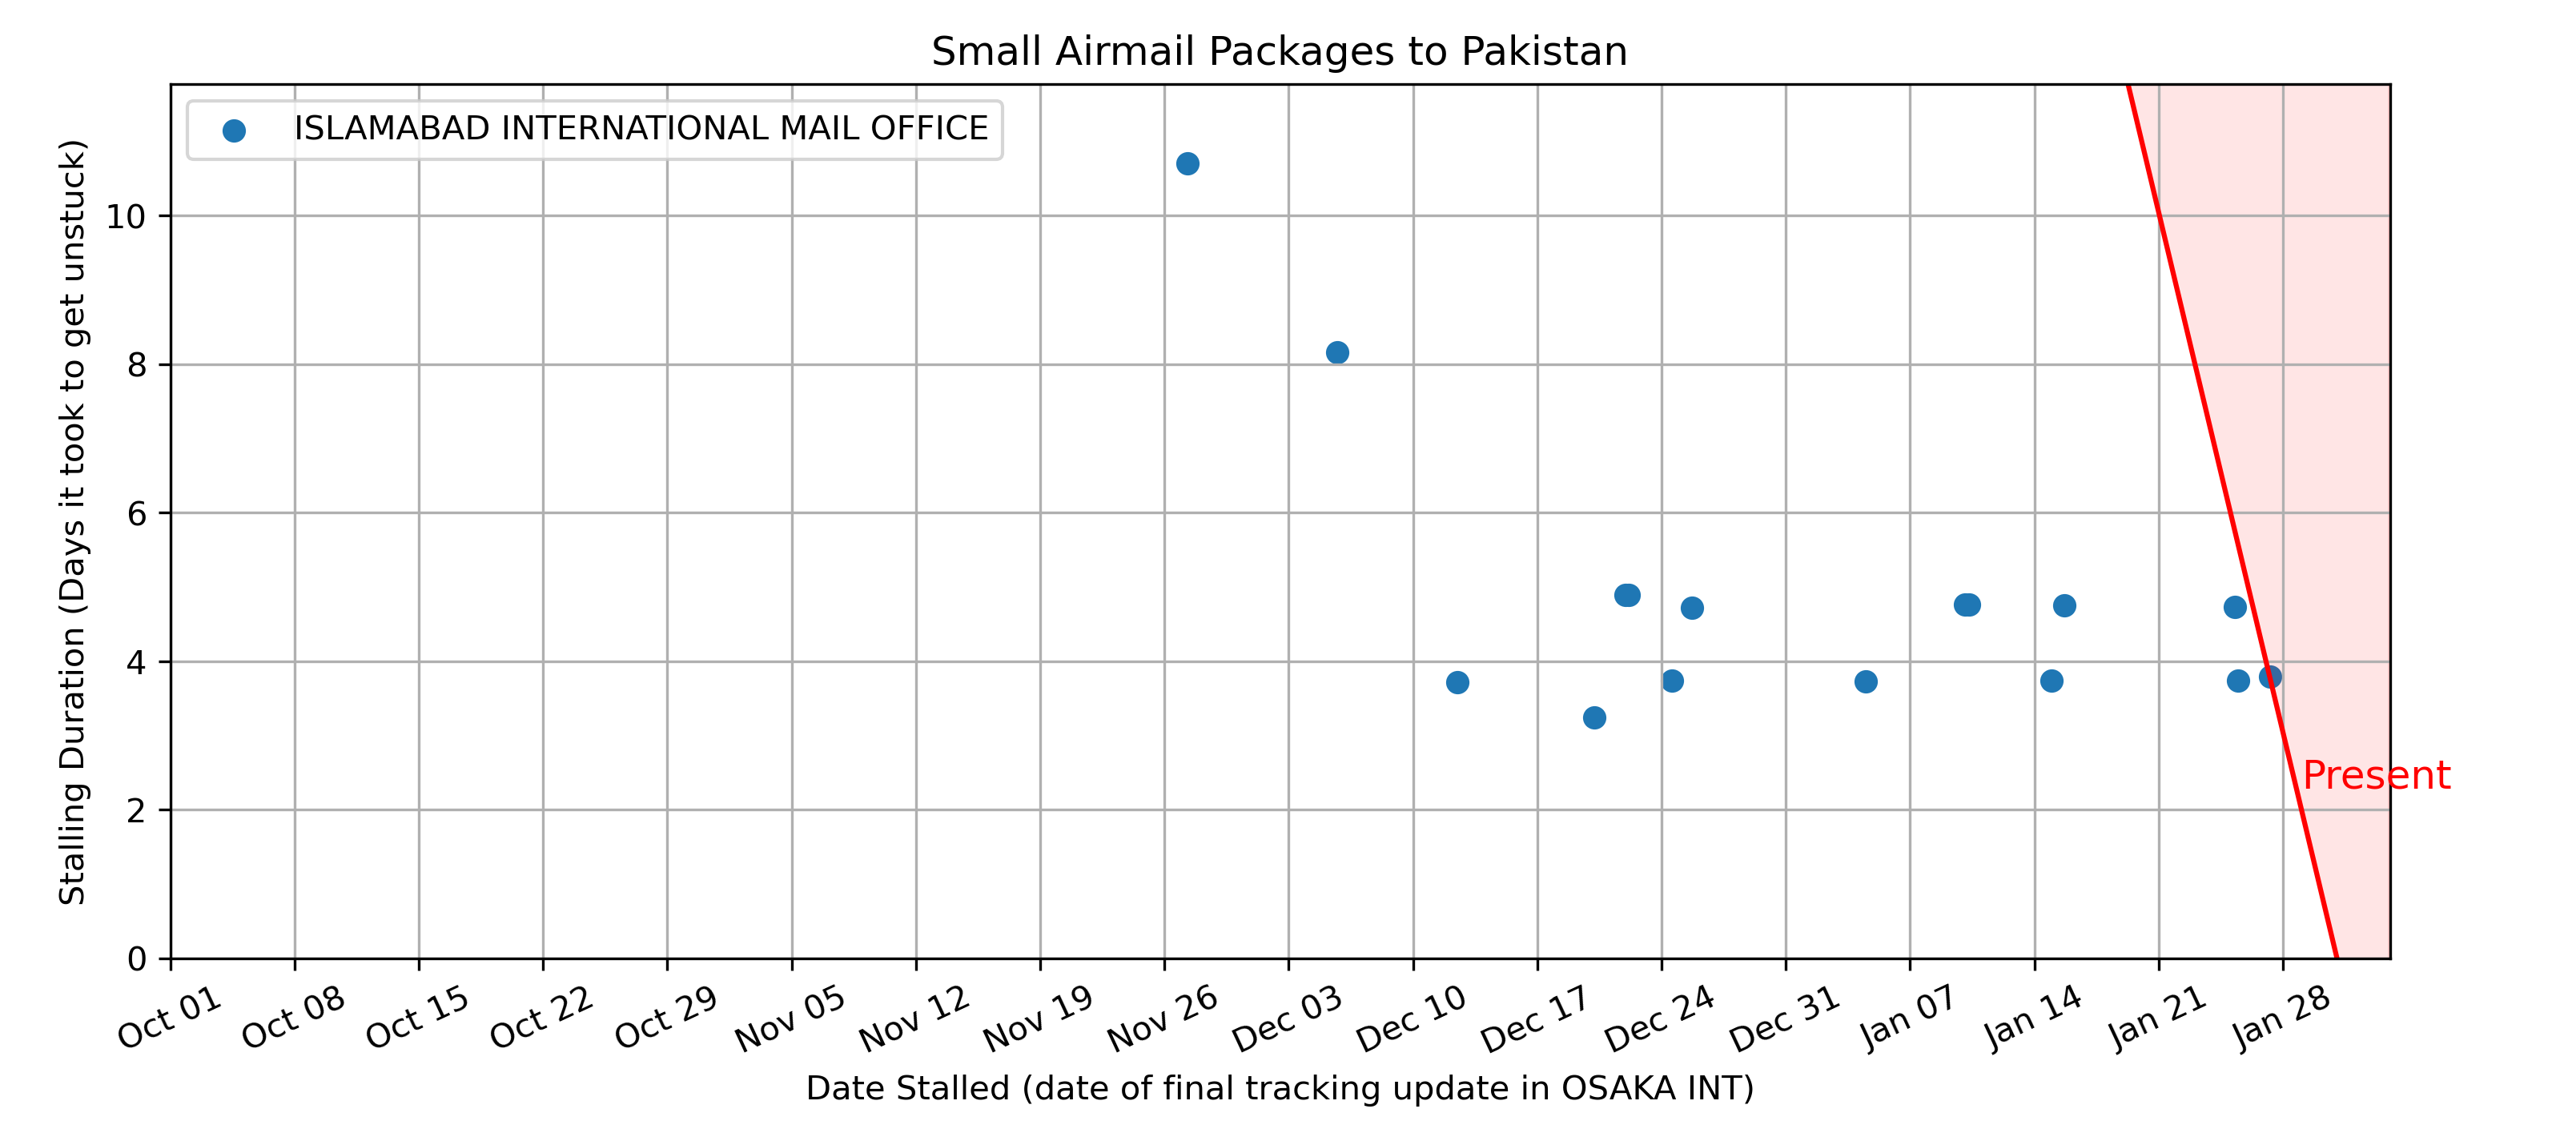 Small Airmail Packages to Pakistan
ISLAMABAD INTERNATIONAL MAIL OFFICE
Stalling Duration (Days it took to get unstuck)
10
8
6
4
2
0
Present
Oct 01
Oct 08
Oct 15
Oct 22
Oct 29
Nov 05
Nov 12
Nov 19
Nov 26
Dec 03
Dec 10
Dec 17
Dec 24
Dec 31
Jan 07
Jan 14
Jan 21
Jan 28
Date Stalled (date of final tracking update in OSAKA INT)